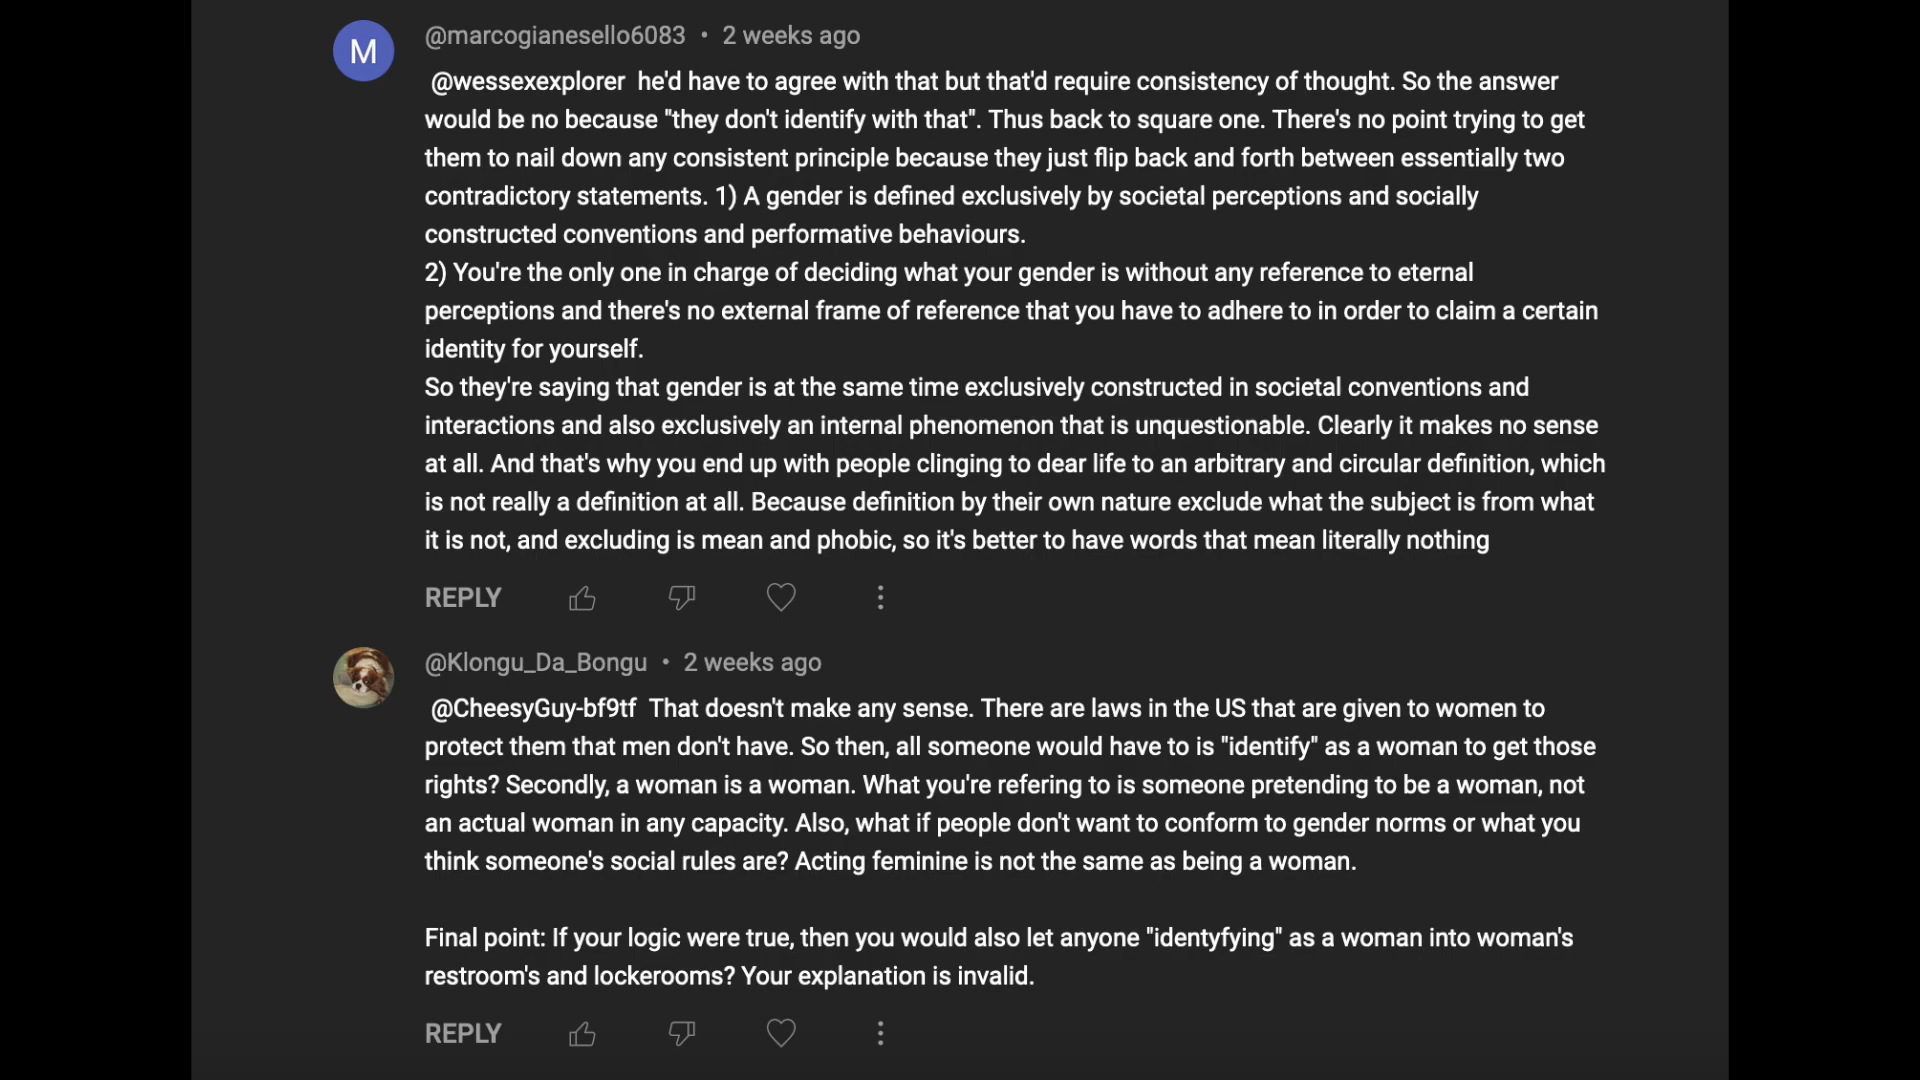 M
@marcogianesello6083 • 2 weeks ago
@wessexexplorer he'd have to agree with that but that'd require consistency of thought. So the answer
would be no because "they don't identify with that". Thus back to square one. There's no point trying to get
them to nail down any consistent principle because they just flip back and forth between essentially two
contradictory statements. 1) A gender is defined exclusively by societal perceptions and socially
constructed conventions and performative behaviours.
2) You're the only one in charge of deciding what your gender is without any reference to eternal
perceptions and there's no external frame of reference that you have to adhere to in order to claim a certain
identity for yourself.
So they're saying that gender is at the same time exclusively constructed in societal conventions and
interactions and also exclusively an internal phenomenon that is unquestionable. Clearly it makes no sense
at all. And that's why you end up with people clinging to dear life to an arbitrary and circular definition, which
is not really a definition at all. Because definition by their own nature exclude what the subject is from what
it is not, and excluding is mean and phobic, so it's better to have words that mean literally nothing
REPLY
@Klongu_Da_Bongu • 2 weeks ago
@CheesyGuy-bf9tf That doesn't make any sense. There are laws in the US that are given to women to
protect them that men don't have. So then, all someone would have to is "identify" as a woman to get those
rights? Secondly, a woman is a woman. What you're refering to is someone pretending to be a woman, not
an actual woman in any capacity. Also, what if people don't want to conform to gender norms or what you
think someone's social rules are? Acting feminine is not the same as being a woman.
Final point: If your logic were true, then you would also let anyone "identyfying" as a woman into woman's
restroom's and lockerooms? Your explanation is invalid.
REPLY